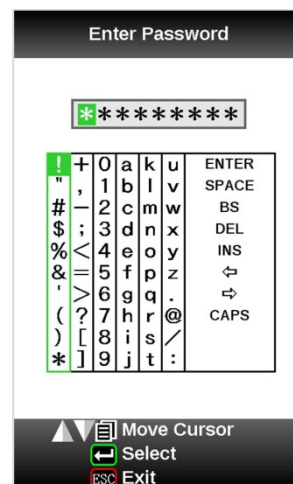 Enter Password
*********
! + 0 a k u ENTER
" , 1 b l v SPACE
# − 2 c m w BS
$ ; 3 d n x DEL
% < 4 e o y INS
& = 5 f p z ⇦
' > 6 g q . ⇨
( ? 7 h r @ CAPS
) [ 8 i s /
* ] 9 j t :
Move Cursor
Select
ESC Exit